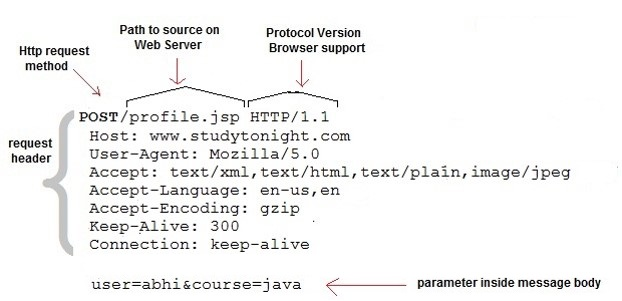 Path to source on
Web Server
Protocol Version
Browser support
Http request
method
POST/profile.jsp HTTP/1.1
request
header
Host: www.studytonight.com
User-Agent: Mozilla/5.0
Accept: text/xml,text/html,text/plain,image/jpeg
Accept-Language: en-us,en
Accept-Encoding: gzip
Keep-Alive: 300
Connection: keep-alive
user=abhi&course=java
parameter inside message body